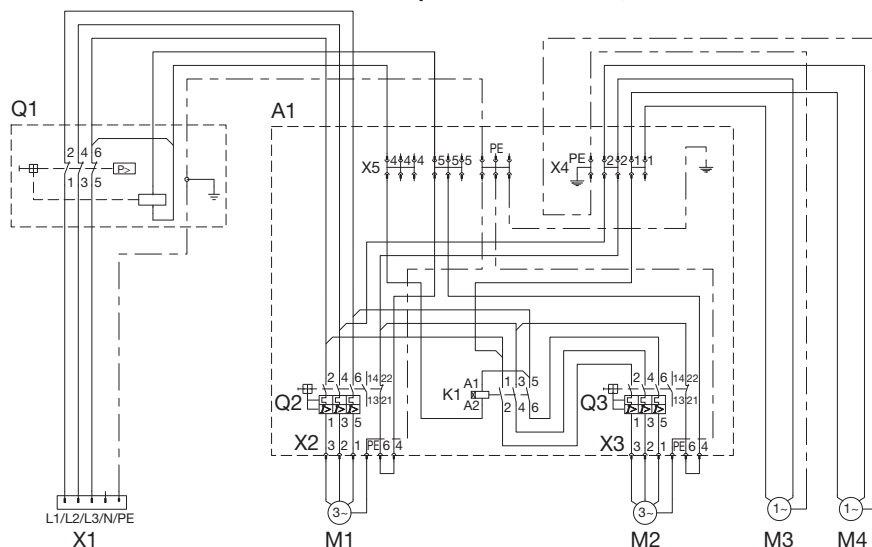 Q1
A1
2 4 6
P>
1 3 5
X5
4 4 4
5 5 5
PE
X4
PE
2 2 1 1
2 4 6 14 22
13 21
Q2
I> I> I>
1 3 5
X2
3 2 1 PE 6 4
A1
K1
A2
1 3 5
2 4 6
2 4 6 14 22
13 21
Q3
I> I> I>
1 3 5
X3
3 2 1 PE 6 4
L1/L2/L3/N/PE
X1
3~
M1
3~
M2
1~
M3
1~
M4